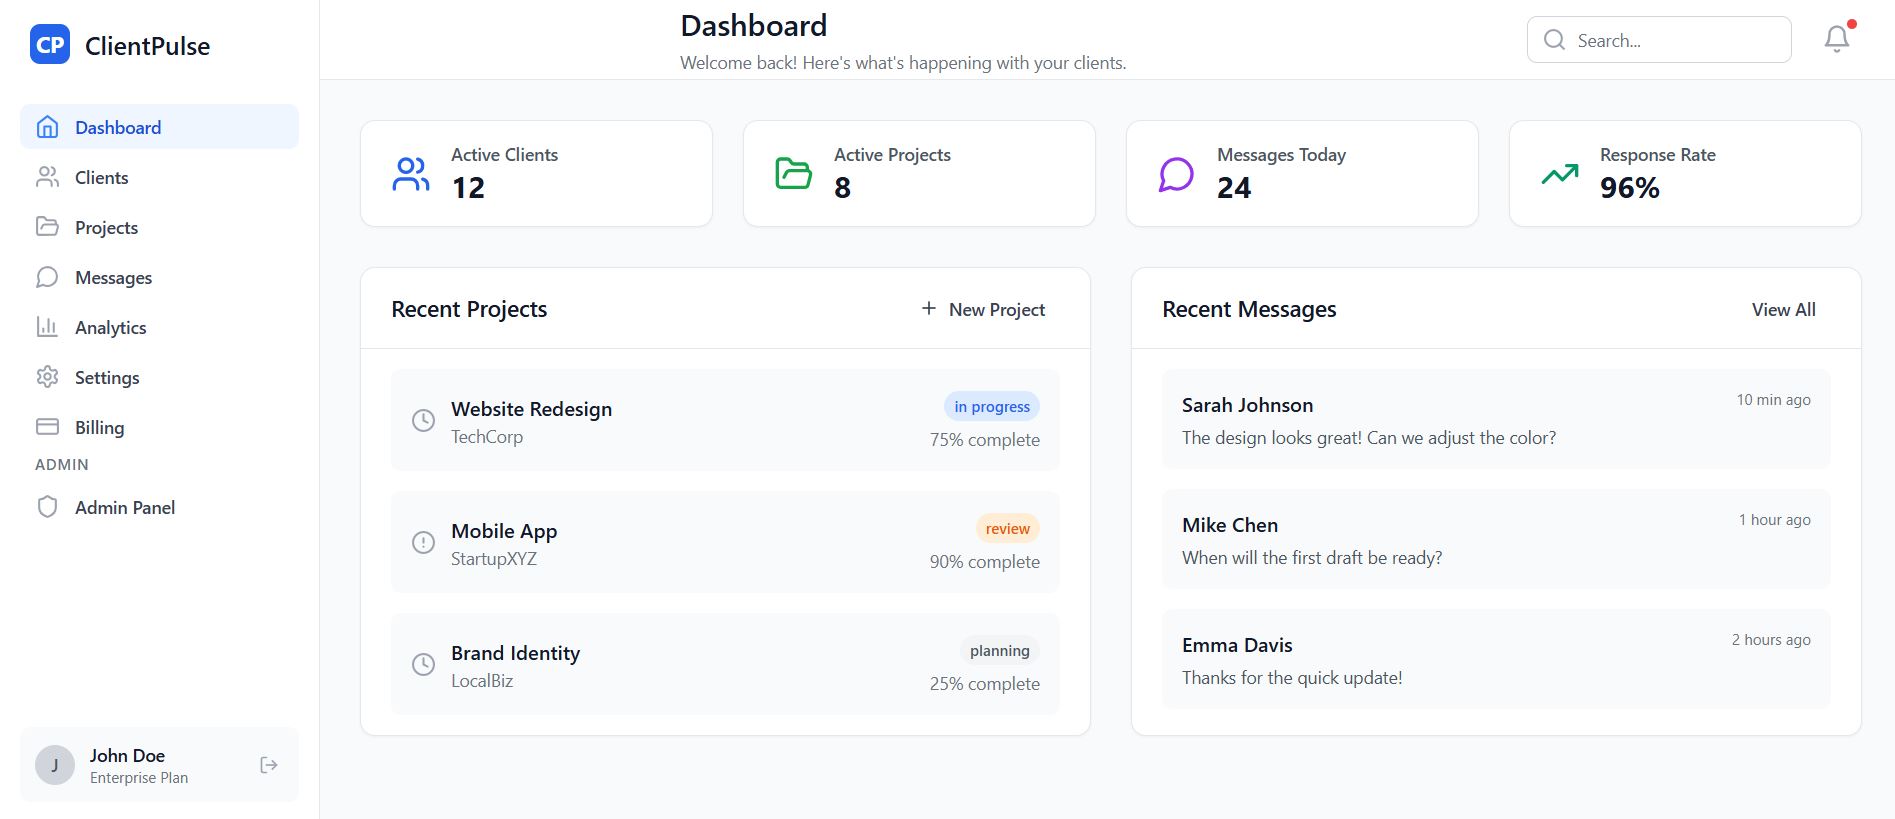 CP ClientPulse
Dashboard
Clients
Projects
Messages
Analytics
Settings
Billing
ADMIN
Admin Panel
J
John Doe
Enterprise Plan
Dashboard
Welcome back! Here's what's happening with your clients.
Search...
Active Clients
12
Active Projects
8
Messages Today
24
Response Rate
96%
Recent Projects
New Project
Website Redesign
in progress
TechCorp
75% complete
Mobile App
review
StartupXYZ
90% complete
Brand Identity
planning
LocalBiz
25% complete
Recent Messages
View All
Sarah Johnson
10 min ago
The design looks great! Can we adjust the color?
Mike Chen
1 hour ago
When will the first draft be ready?
Emma Davis
2 hours ago
Thanks for the quick update!